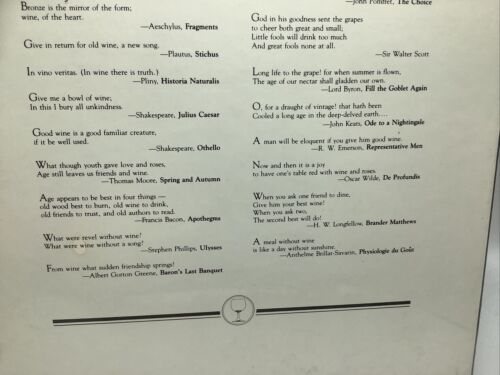 Bronze is the mirror of the form;
wine, of the heart.
—Aeschylus, Fragments
Give in return for old wine, a new song.
—Plautus, Stichus
In vino veritas. (In wine there is truth.)
—Pliny, Historia Naturalis
Give me a bowl of wine;
In this I bury all unkindness.
—Shakespeare, Julius Caesar
Good wine is a good familiar creature,
if it be well used.
—Shakespeare, Othello
What though youth gave love and roses,
Age still leaves us friends and wine.
—Thomas Moore, Spring and Autumn
Age appears to be best in four things —
old wood best to burn, old wine to drink,
old friends to trust, and old authors to read.
—Francis Bacon, Apothegms
What were revel without wine?
What were wine without a song?
—Stephen Phillips, Ulysses
From wine what sudden friendship springs!
—Albert Gorton Greene, Baron's Last Banquet
—John Pomfret, The Choice
God in his goodness sent the grapes
to cheer both great and small;
Little fools will drink too much
And great fools none at all.
—Sir Walter Scott
Long life to the grape! for when summer is flown,
The age of our nectar shall gladden our own.
—Lord Byron, Fill the Goblet Again
O, for a draught of vintage! that hath been
Cooled a long age in the deep-delved earth....
—John Keats, Ode to a Nightingale
A man will be eloquent if you give him good wine.
—R. W. Emerson, Representative Men
Now and then it is a joy
to have one's table red with wine and roses.
—Oscar Wilde, De Profundis
When you ask one friend to dine,
Give him your best wine!
When you ask two,
The second best will do!
—H. W. Longfellow, Brander Matthews
A meal without wine
is like a day without sunshine.
—Anthelme Brillat-Savarin, Physiologie du Goût